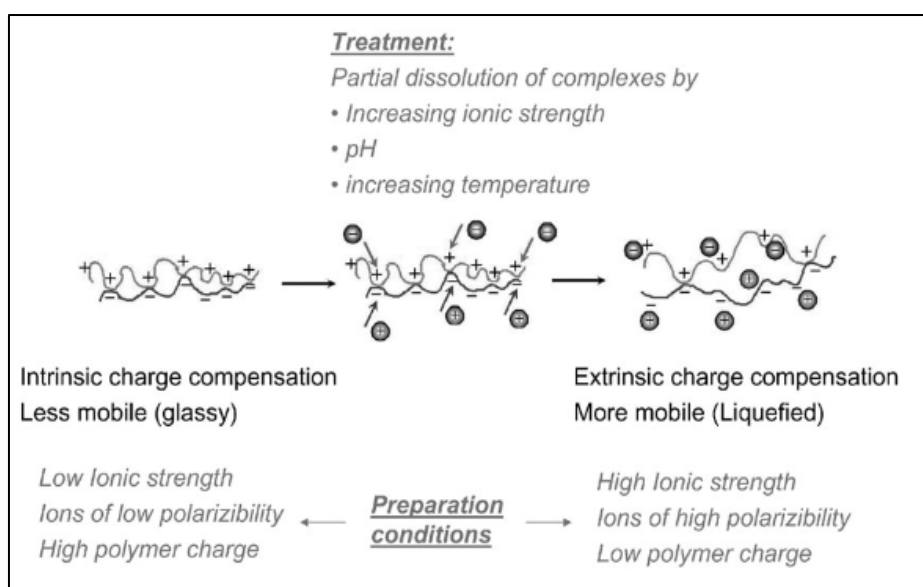 Treatment:
Partial dissolution of complexes by
• Increasing ionic strength
• pH
• increasing temperature
Intrinsic charge compensation
Less mobile (glassy)
Extrinsic charge compensation
More mobile (Liquefied)
Low Ionic strength
Ions of low polarizibility
High polymer charge
Preparation
conditions
High Ionic strength
Ions of high polarizibility
Low polymer charge